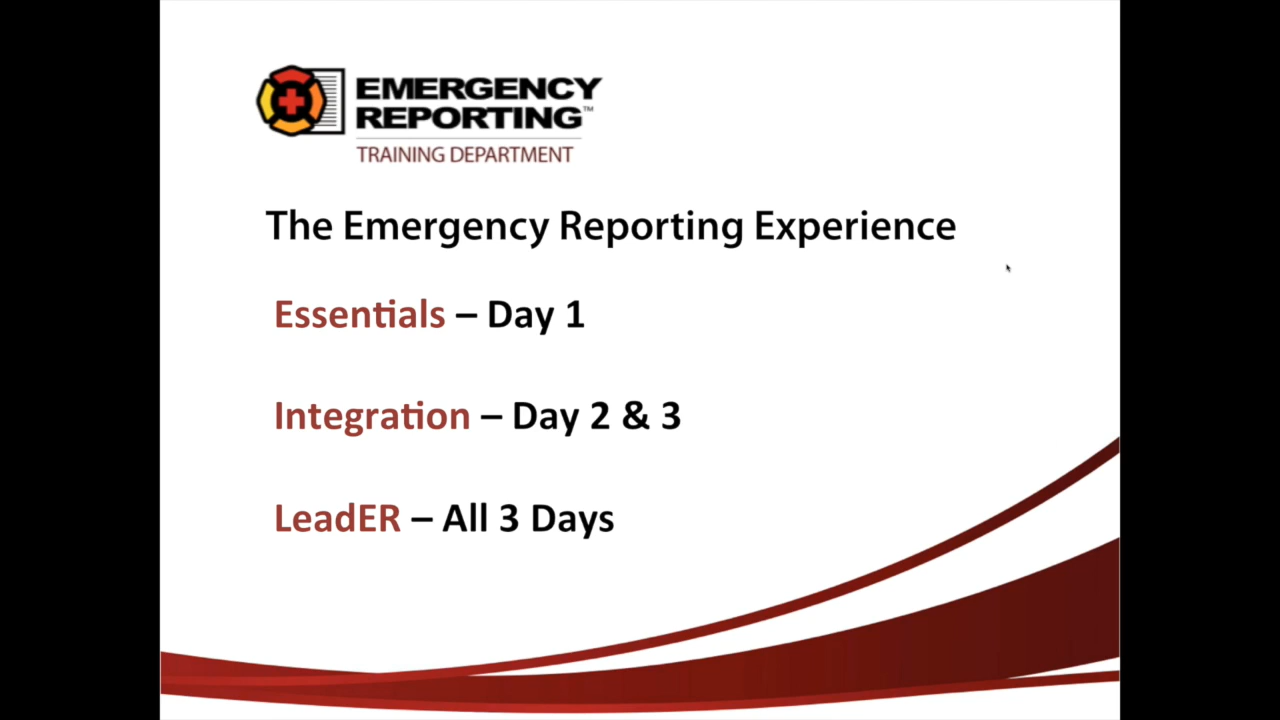 EMERGENCY
REPORTING™
TRAINING DEPARTMENT
The Emergency Reporting Experience
Essentials – Day 1
Integration – Day 2 & 3
LeadER – All 3 Days